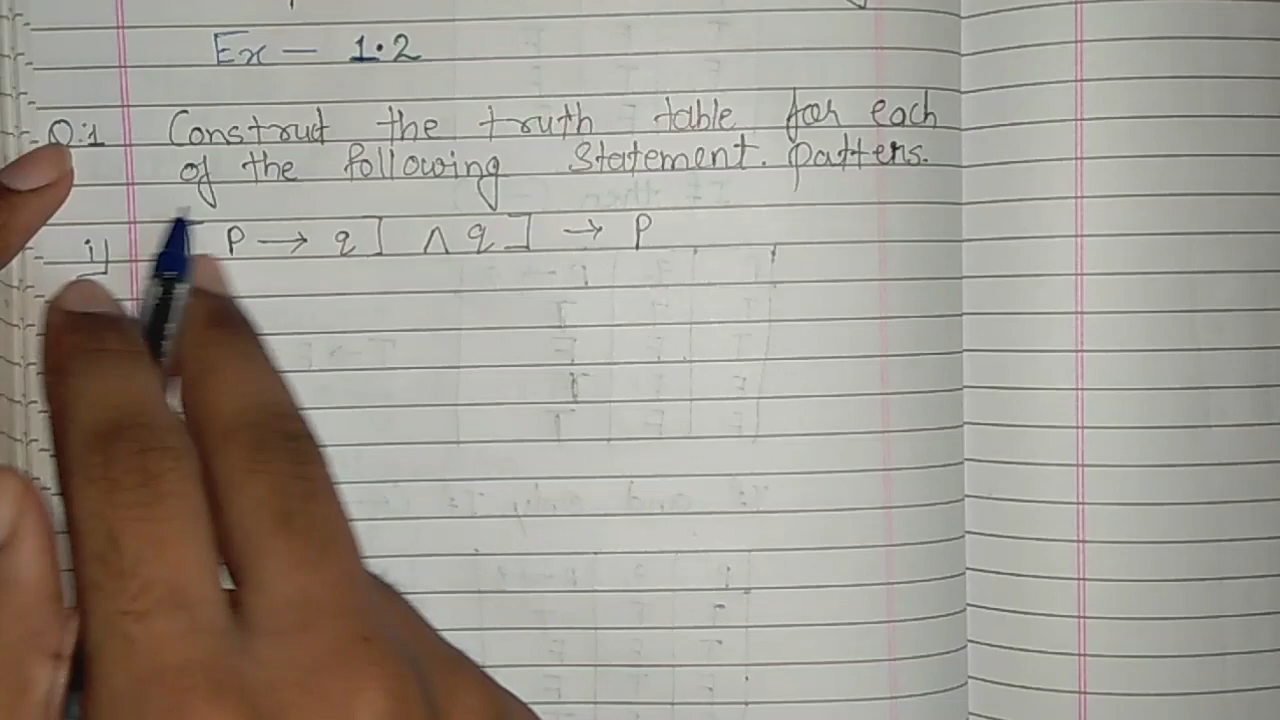 Ex - 1.2
Q.1 Construct the truth table for each
of the following Statement. patters.
i) [ P → q ] ∧ q ] → P